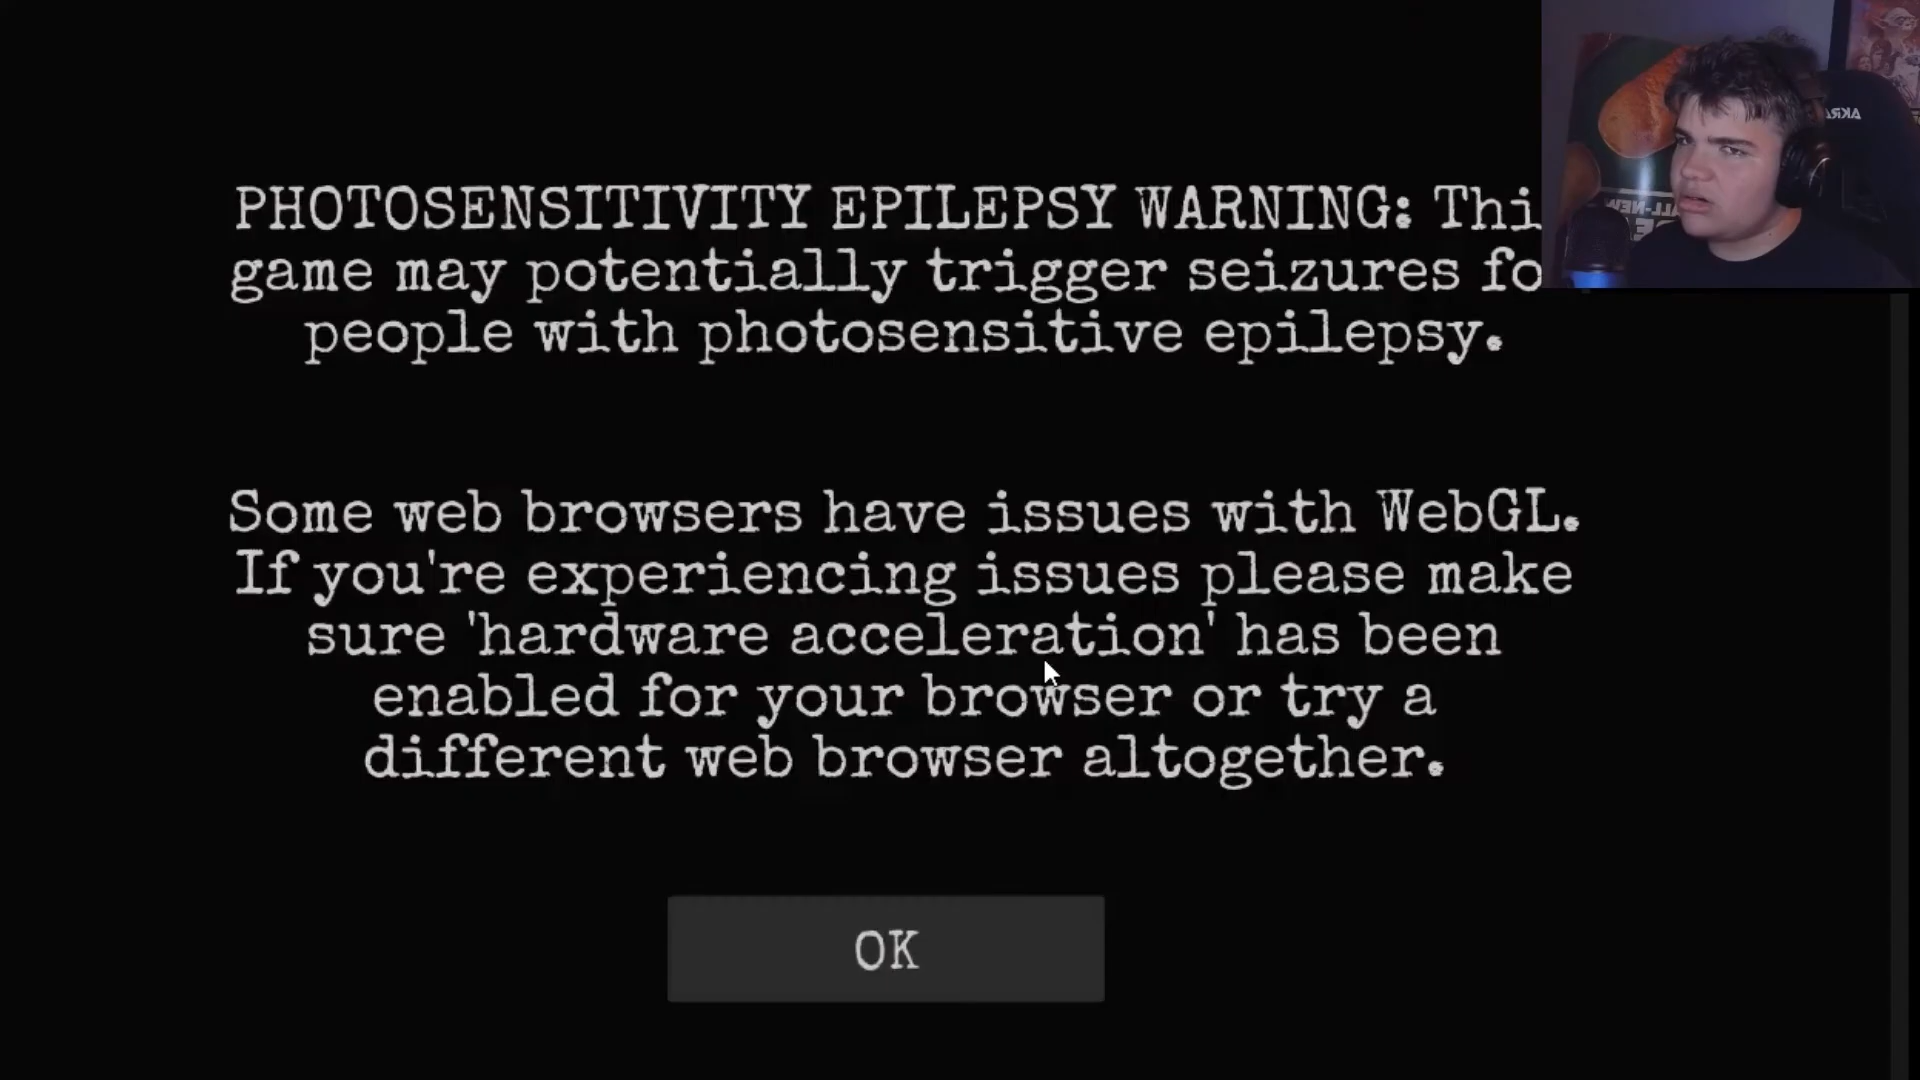 PHOTOSENSITIVITY EPILEPSY WARNING: Thi
game may potentially trigger seizures fo
people with photosensitive epilepsy.
Some web browsers have issues with WebGL.
If you're experiencing issues please make
sure 'hardware acceleration' has been
enabled for your browser or try a
different web browser altogether.
OK